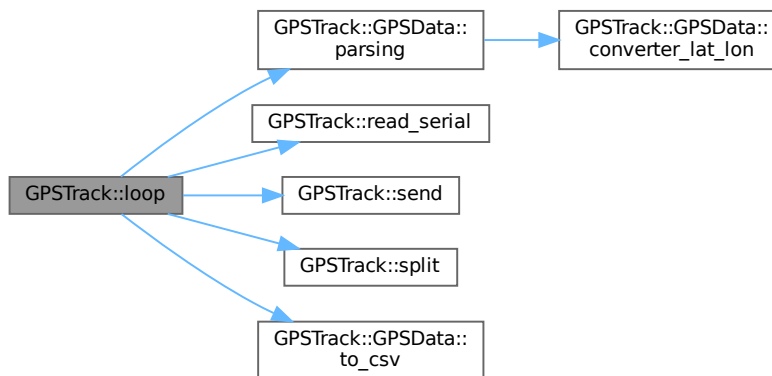 GPSTrack::GPSData::
parsing
GPSTrack::GPSData::
converter_lat_lon
GPSTrack::read_serial
GPSTrack::loop
GPSTrack::send
GPSTrack::split
GPSTrack::GPSData::
to_csv